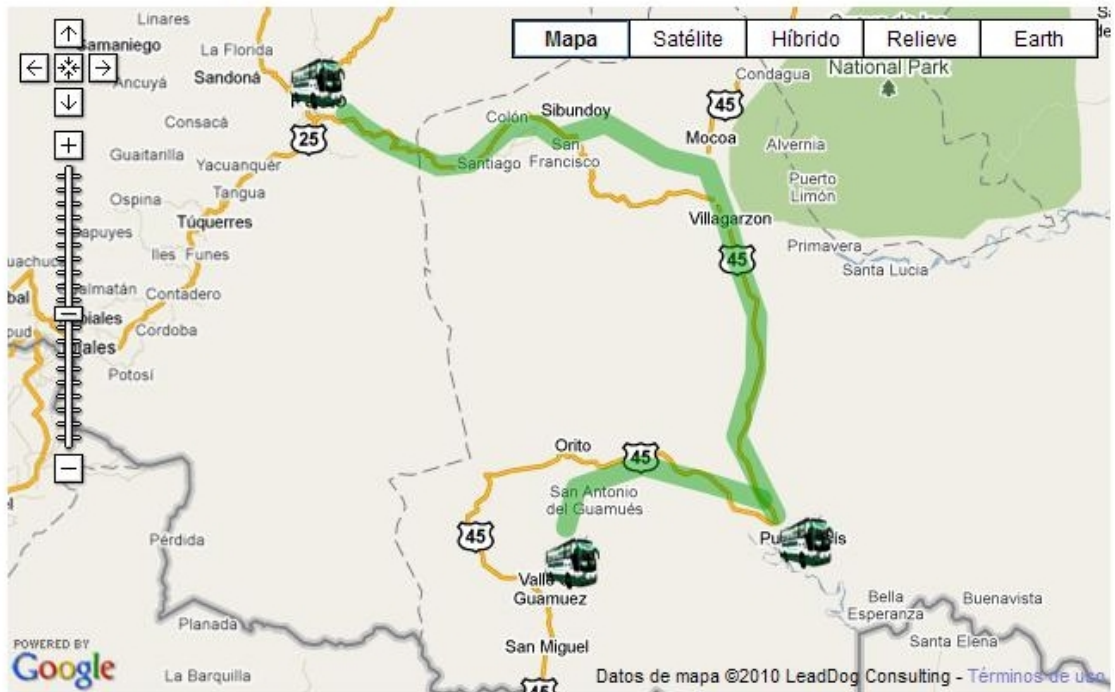 Linares
Samaniego
La Florida
Mapa
Satélite
Híbrido
Relieve
Earth
National Park
Ancuyá
Sandoná
Condagua
45
Colón
Sibundoy
Consacá
25
Mocoa
Alvernia
San
Francisco
Guaitarilla
Yacuanquer
Santiago
Puerto
Limón
Ospina
Tangua
Túquerres
Villagarzon
Iles
Funes
45
Primavera
Santa Lucia
Contadero
Cordoba
Potosí
Orito
45
San Antonio
del Guamués
45
Pérdida
Guamuez
Bella
Esperanza
Buenavista
Planada
San Miguel
Santa Elena
POWERED BY
Google
La Barquilla
45
Datos de mapa ©2010 LeadDog Consulting - Términos de uso